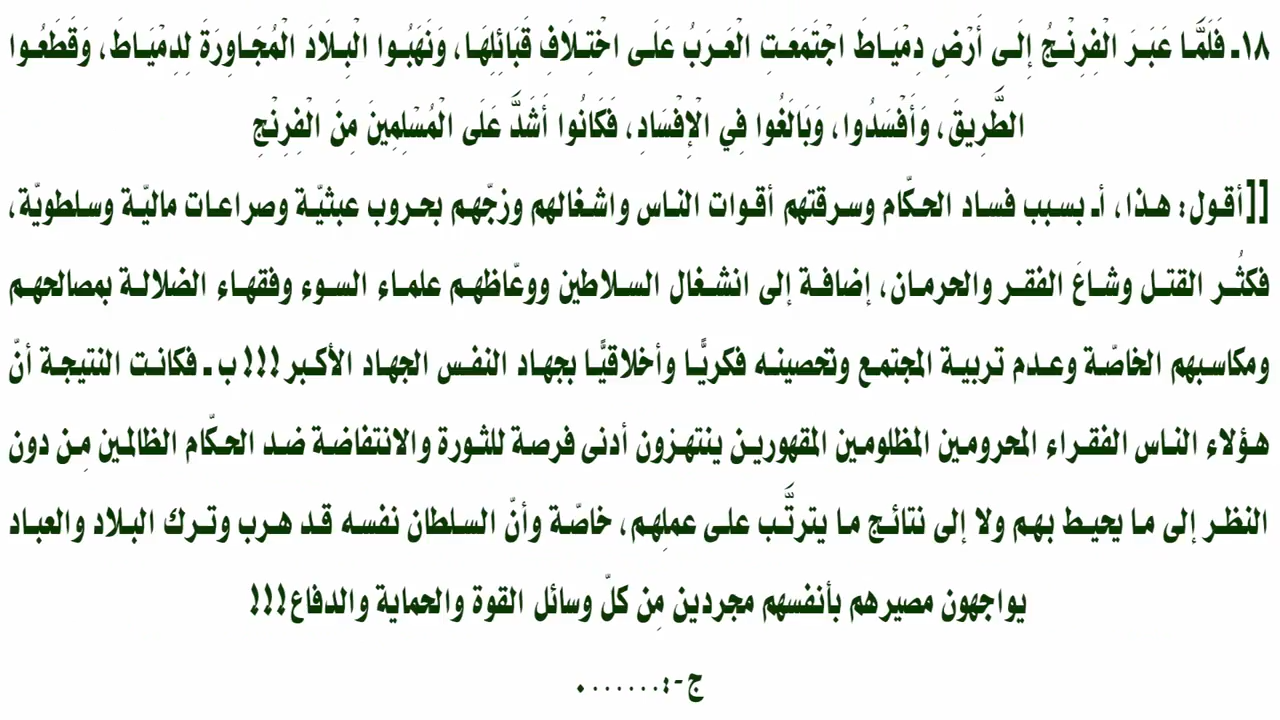 ١٨ـ فَلَمَّا عَبَرَ الْفِرِنْجُ إِلَى أَرْضِ دِمْيَاطَ اجْتَمَعَتِ الْعَرَبُ عَلَى اخْتِلَافِ قَبَائِلِهَا، وَنَهَبُوا الْبِلَادَ الْمُجَاوِرَةَ لِدِمْيَاطَ، وَقَطَعُوا
الطَّرِيقَ، وَأَفْسَدُوا، وَبَالَغُوا فِي الْإِفْسَادِ، فَكَانُوا أَشَدَّ عَلَى الْمُسْلِمِينَ مِنَ الْفِرِنْجِ
[[أقول: هذا، أـ بسبب فساد الحكّام وسرقتهم أقوات الناس واشغالهم وزجّهم بحروب عبثيّة وصراعات ماليّة وسلطويّة،
فكثُر القتل وشاعَ الفقر والحرمان، إضافة إلى انشغال السلاطين ووعّاظهم علماء السوء وفقهاء الضلالة بمصالحهم
ومكاسبهم الخاصّة وعدم تربية المجتمع وتحصينه فكريًّا وأخلاقيًّا بجهاد النفس الجهاد الأكبر!!! ب ـ فكانت النتيجة أنّ
هؤلاء الناس الفقراء المحرومين المظلومين المقهورين ينتهزون أدنى فرصة للثورة والانتفاضة ضد الحكّام الظالمين مِن دون
النظر إلى ما يحيط بهم ولا إلى نتائج ما يترتَّب على عملِهم، خاصّة وأنّ السلطان نفسه قد هرب وترك البلاد والعباد
يواجهون مصيرهم بأنفسهم مجردين مِن كلّ وسائل القوة والحماية والدفاع!!!
ج-:.......